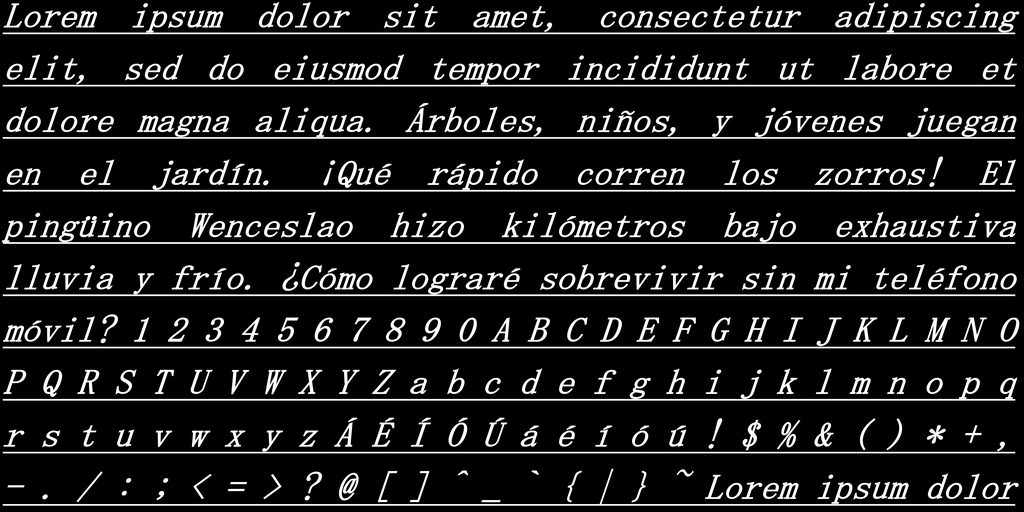 Lorem ipsum dolor sit amet, consectetur adipiscing
elit, sed do eiusmod tempor incididunt ut labore et
dolore magna aliqua. Árboles, niños, y jóvenes juegan
en el jardín. ¡Qué rápido corren los zorros! El
pingüino Wenceslao hizo kilómetros bajo exhaustiva
lluvia y frío. ¿Cómo lograré sobrevivir sin mi teléfono
móvil? 1 2 3 4 5 6 7 8 9 0 A B C D E F G H I J K L M N O
P Q R S T U V W X Y Z a b c d e f g h i j k l m n o p q
r s t u v w x y z Á É Í Ó Ú á é í ó ú ! $ % & ( ) * + ,
- . / : ; < = > ? @ [ ] ^ _ ` { | } ~ Lorem ipsum dolor